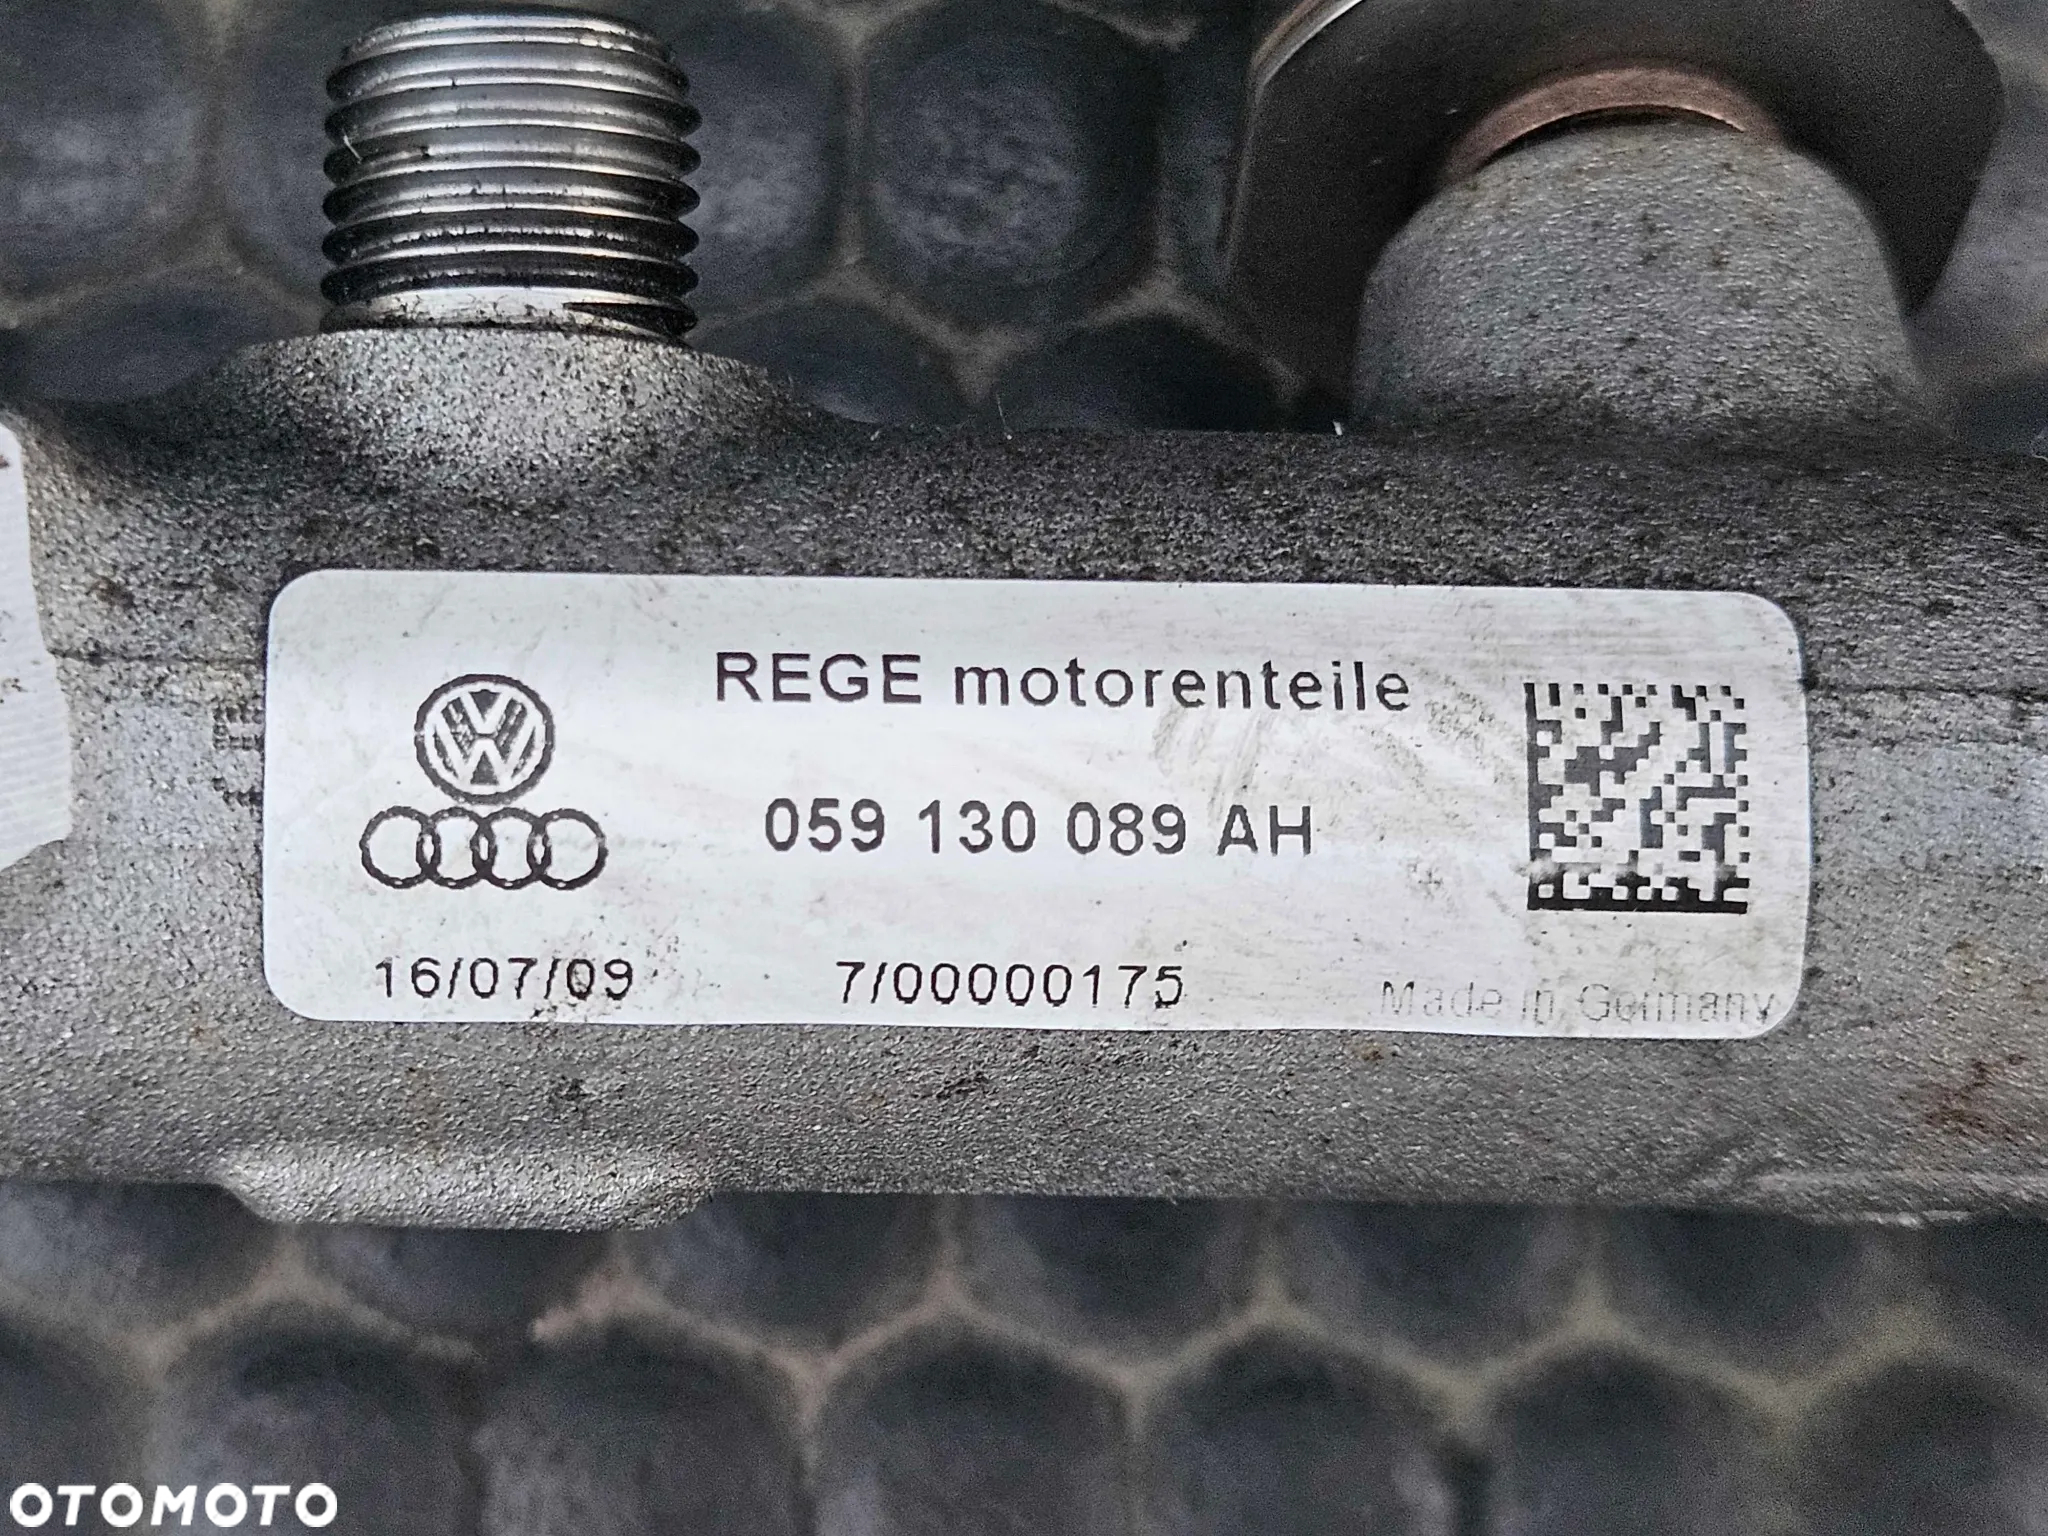 REGE motorenteile
059 130 089 AH
16/07/09 7/00000175 Made in Germany
OTOMOTO